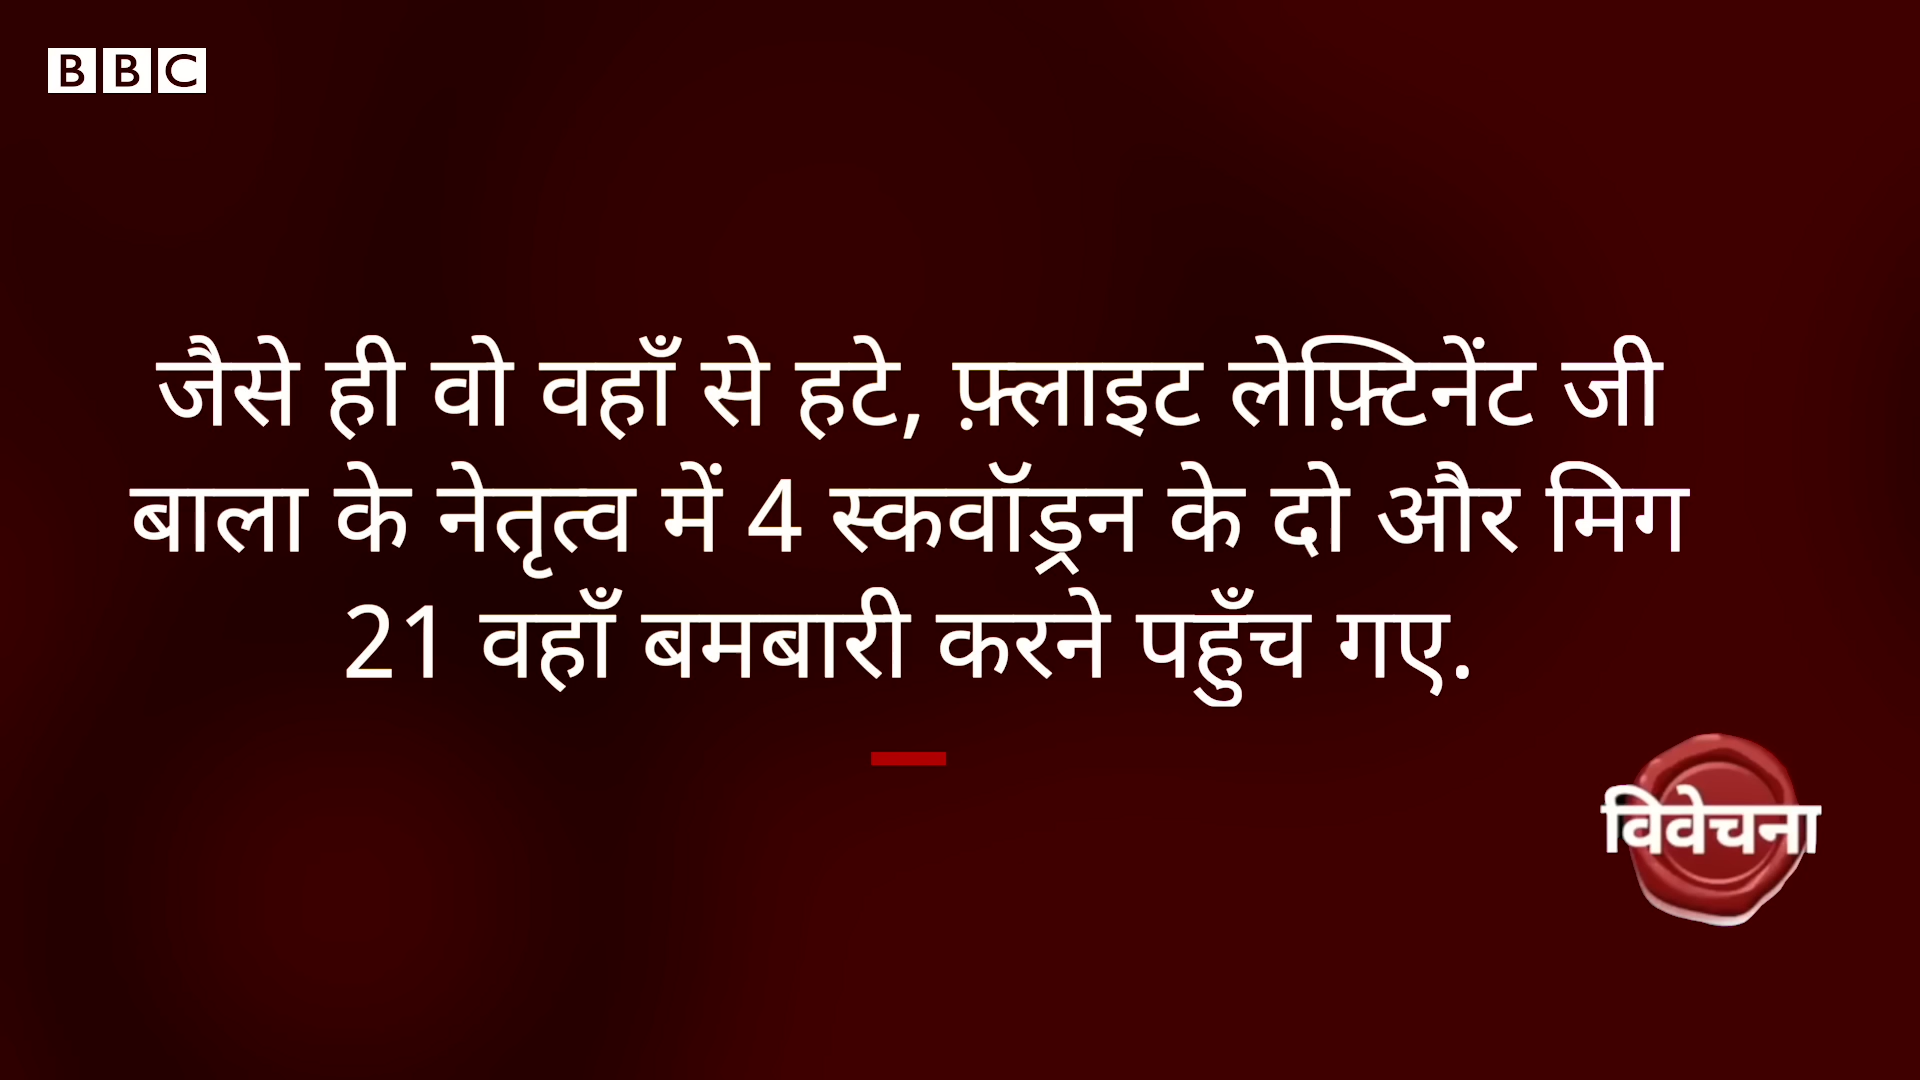 BBC
जैसे ही वो वहाँ से हटे, फ़्लाइट लेफ़्टिनेंट जी
बाला के नेतृत्व में 4 स्कवॉड्रन के दो और मिग
21 वहाँ बमबारी करने पहुँच गए.
विवेचना